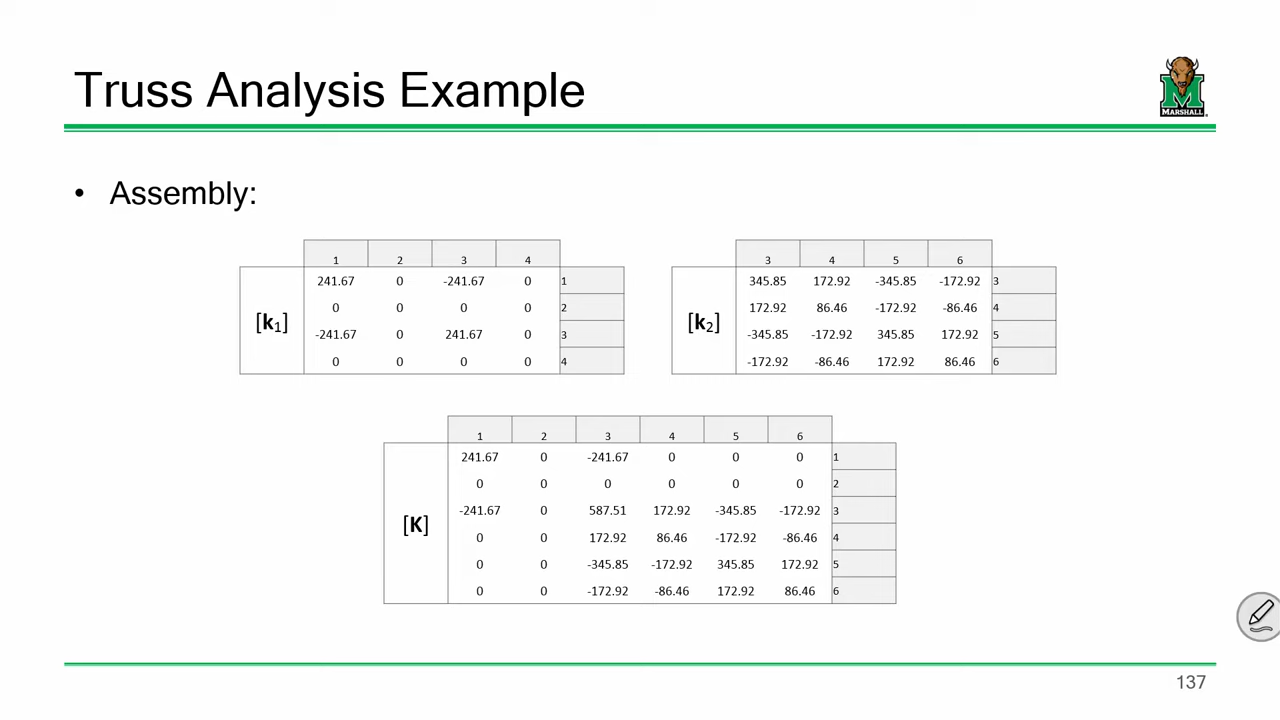 Truss Analysis Example
MARSHALL
• Assembly:
1 2 3 4
[k1] 241.67 0 -241.67 0 1
0 0 0 0 2
-241.67 0 241.67 0 3
0 0 0 0 4
3 4 5 6
[k2] 345.85 172.92 -345.85 -172.92 3
172.92 86.46 -172.92 -86.46 4
-345.85 -172.92 345.85 172.92 5
-172.92 -86.46 172.92 86.46 6
1 2 3 4 5 6
[K] 241.67 0 -241.67 0 0 0 1
0 0 0 0 0 0 2
-241.67 0 587.51 172.92 -345.85 -172.92 3
0 0 172.92 86.46 -172.92 -86.46 4
0 0 -345.85 -172.92 345.85 172.92 5
0 0 -172.92 -86.46 172.92 86.46 6
137